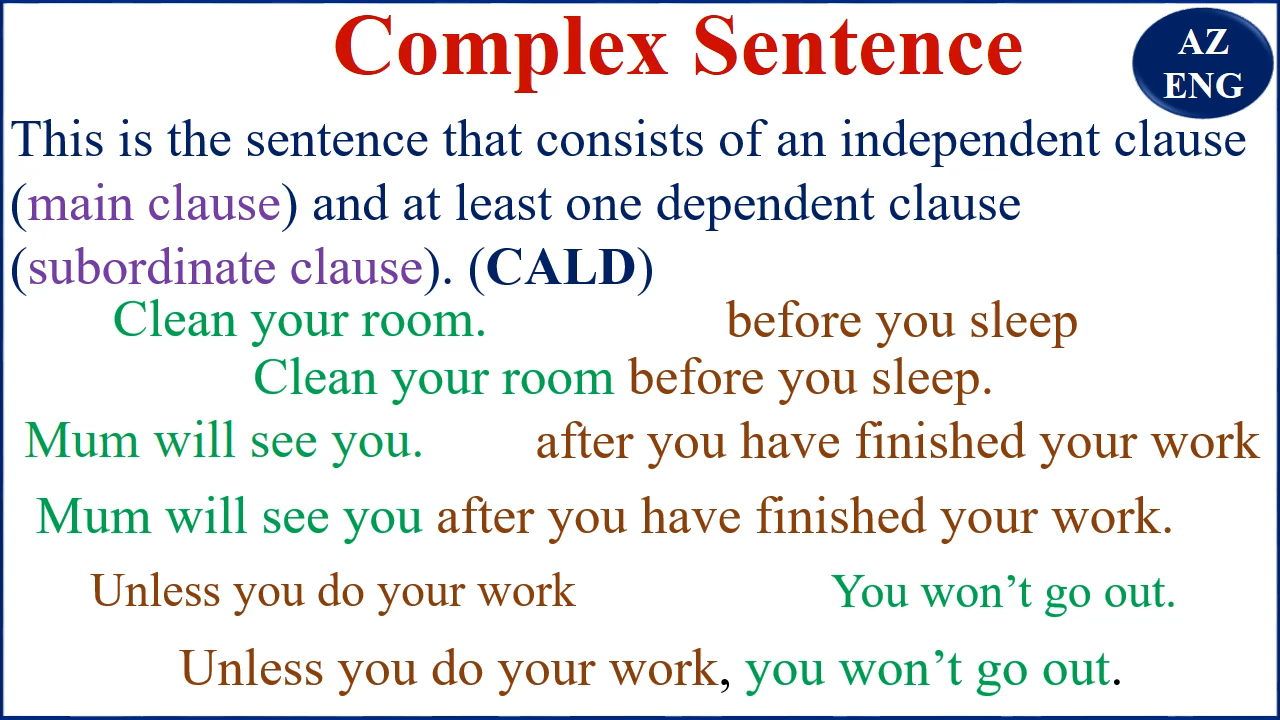 Complex Sentence
AZ
ENG
This is the sentence that consists of an independent clause
(main clause) and at least one dependent clause
(subordinate clause). (CALD)
Clean your room. before you sleep
Clean your room before you sleep.
Mum will see you. after you have finished your work
Mum will see you after you have finished your work.
Unless you do your work You won’t go out.
Unless you do your work, you won’t go out.